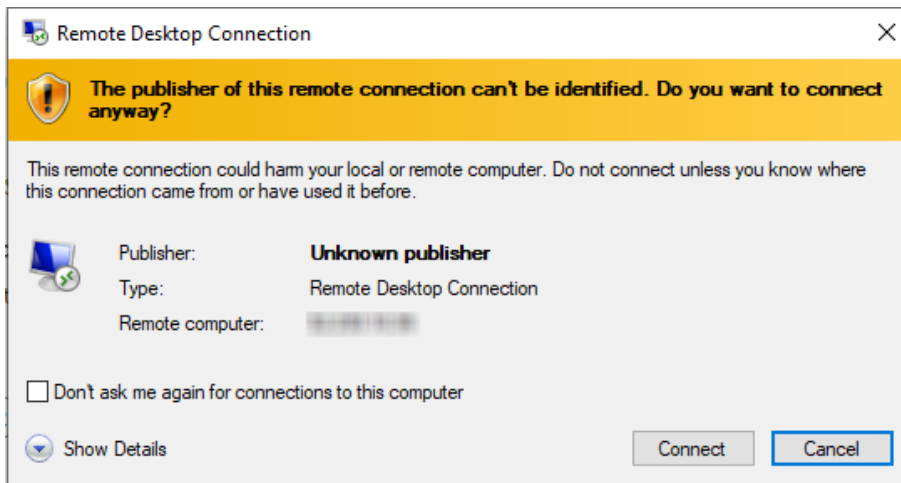 Remote Desktop Connection
The publisher of this remote connection can't be identified. Do you want to connect
anyway?
This remote connection could harm your local or remote computer. Do not connect unless you know where
this connection came from or have used it before.
Publisher: Unknown publisher
Type: Remote Desktop Connection
Remote computer:
Don't ask me again for connections to this computer
Show Details Connect Cancel